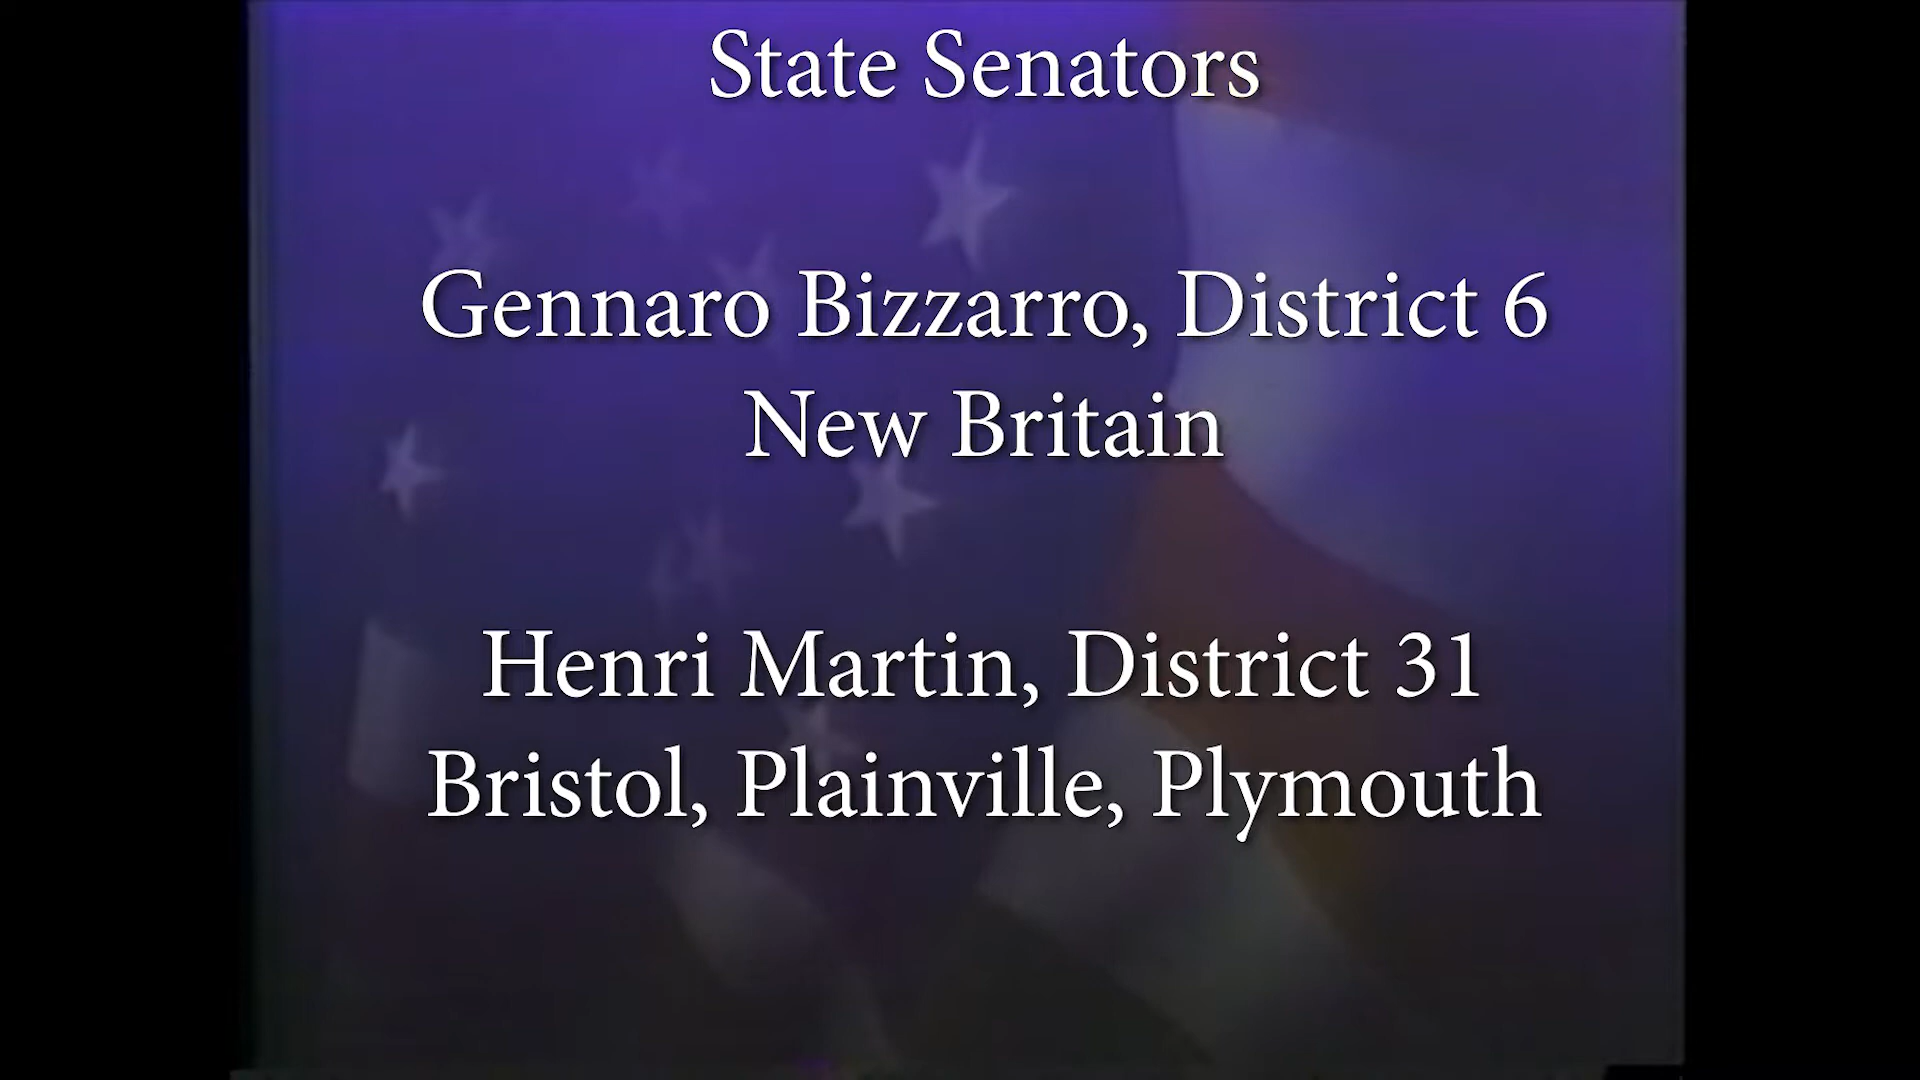 State Senators
Gennaro Bizzarro, District 6
New Britain
Henri Martin, District 31
Bristol, Plainville, Plymouth